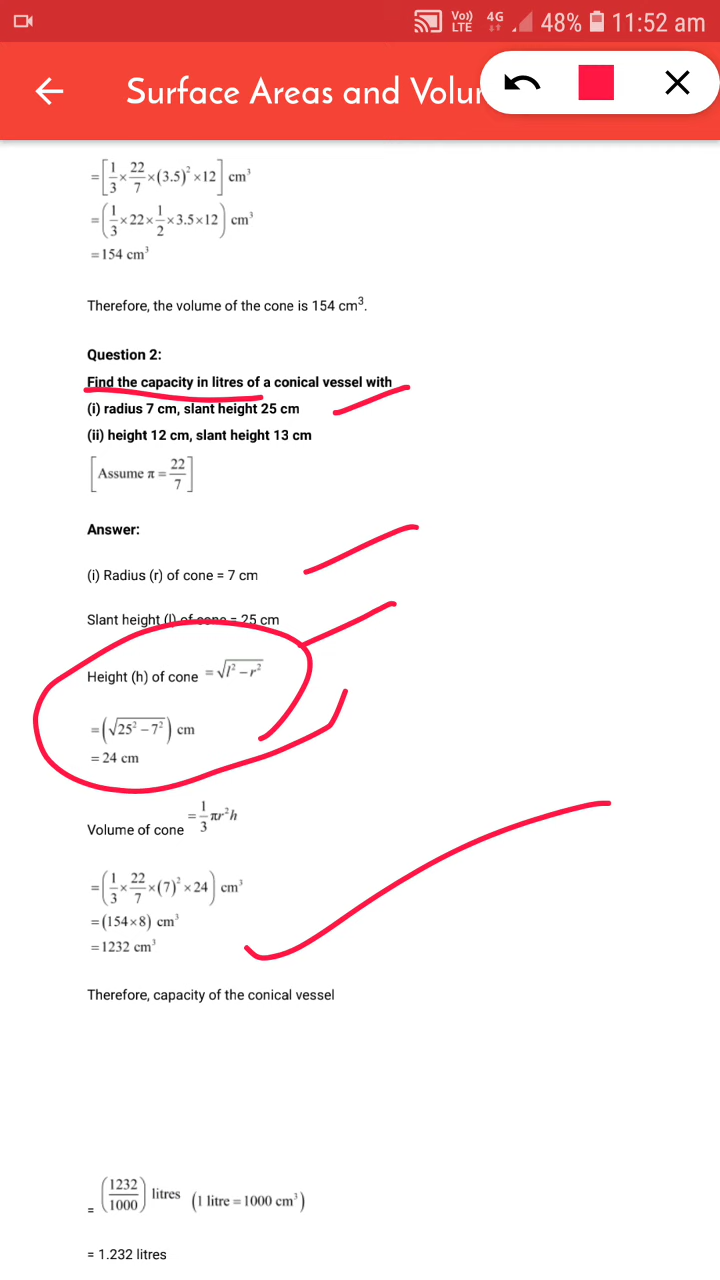 Vo)) LTE 4G 48% 11:52 am
Surface Areas and Volu
= [1/3 × 22/7 × (3.5)² × 12] cm³
= (1/3 × 22 × 1/2 × 3.5 × 12) cm³
= 154 cm³
Therefore, the volume of the cone is 154 cm³.
Question 2:
Find the capacity in litres of a conical vessel with
(i) radius 7 cm, slant height 25 cm
(ii) height 12 cm, slant height 13 cm
[Assume π = 22/7]
Answer:
(i) Radius (r) of cone = 7 cm
Slant height (l) of cone = 25 cm
Height (h) of cone = √l² – r²
= (√25² – 7²) cm
= 24 cm
Volume of cone = 1/3 πr²h
= (1/3 × 22/7 × (7)² × 24) cm³
= (154×8) cm³
= 1232 cm³
Therefore, capacity of the conical vessel
= (1232/1000) litres (1 litre = 1000 cm³)
= 1.232 litres